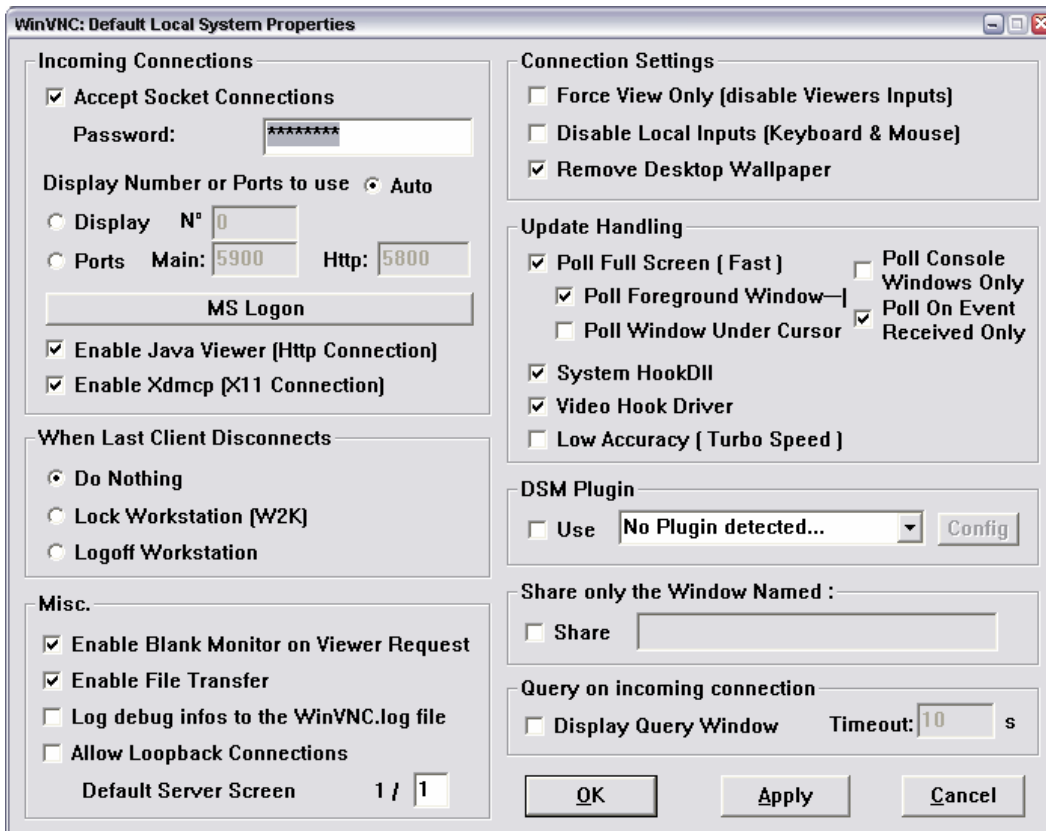 WinVNC: Default Local System Properties
Incoming Connections
Accept Socket Connections
Password: ********
Display Number or Ports to use Auto
Display N° 0
Ports Main: 5900 Http: 5800
MS Logon
Enable Java Viewer (Http Connection)
Enable Xdmcp (X11 Connection)
When Last Client Disconnects
Do Nothing
Lock Workstation (W2K)
Logoff Workstation
Misc.
Enable Blank Monitor on Viewer Request
Enable File Transfer
Log debug infos to the WinVNC.log file
Allow Loopback Connections
Default Server Screen 1 / 1
Connection Settings
Force View Only (disable Viewers Inputs)
Disable Local Inputs (Keyboard & Mouse)
Remove Desktop Wallpaper
Update Handling
Poll Full Screen ( Fast )
Poll Foreground Window
Poll Window Under Cursor
Poll Console
Windows Only
Poll On Event
Received Only
System HookDll
Video Hook Driver
Low Accuracy ( Turbo Speed )
DSM Plugin
Use No Plugin detected... Config
Share only the Window Named :
Share
Query on incoming connection
Display Query Window Timeout: 10 s
OK Apply Cancel